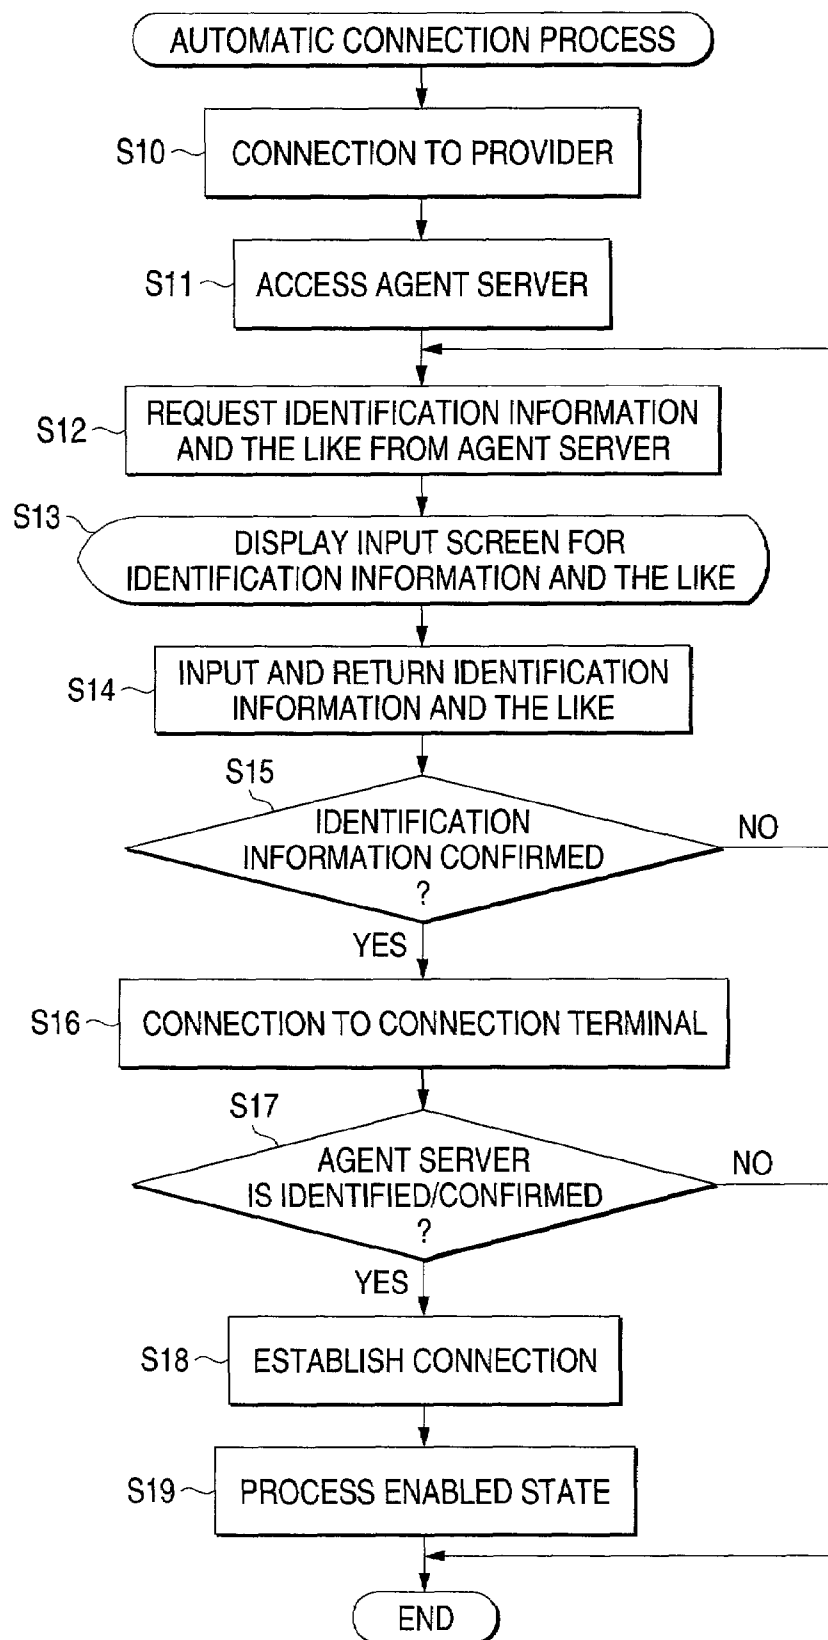 AUTOMATIC CONNECTION PROCESS
S10
CONNECTION TO PROVIDER
S11
ACCESS AGENT SERVER
S12
REQUEST IDENTIFICATION INFORMATION
AND THE LIKE FROM AGENT SERVER
S13
DISPLAY INPUT SCREEN FOR
IDENTIFICATION INFORMATION AND THE LIKE
S14
INPUT AND RETURN IDENTIFICATION
INFORMATION AND THE LIKE
S15
IDENTIFICATION
INFORMATION CONFIRMED
?
NO
YES
S16
CONNECTION TO CONNECTION TERMINAL
S17
AGENT SERVER
IS IDENTIFIED/CONFIRMED
?
NO
YES
S18
ESTABLISH CONNECTION
S19
PROCESS ENABLED STATE
END